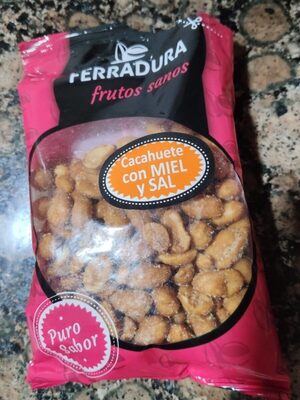 FERRADURA
frutos sanos
Cacahuete
con MIEL
y SAL
Puro
Sabor